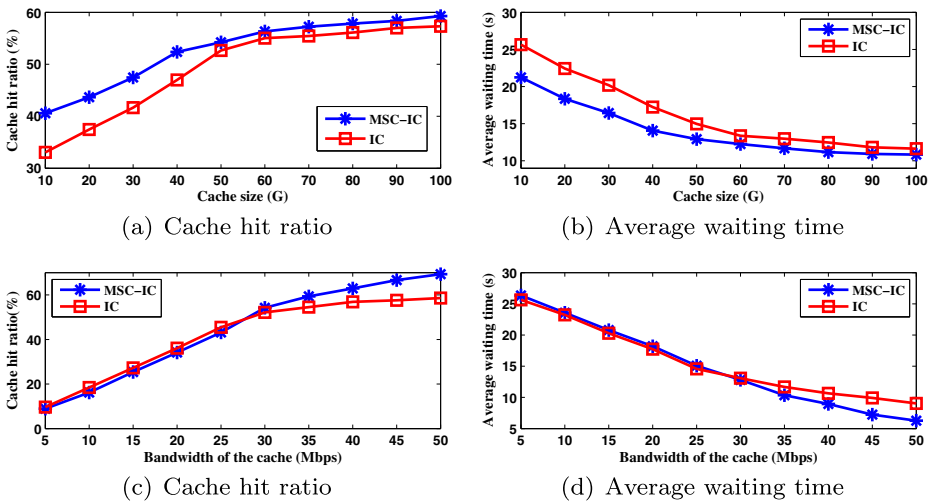 60
50
40
30
Cache hit ratio (%)
MSC-IC
IC
10 20 30 40 50 60 70 80 90 100
Cache size (G)
(a) Cache hit ratio
30
25
20
15
10
Average waiting time (s)
MSC-IC
IC
10 20 30 40 50 60 70 80 90 100
Cache size (G)
(b) Average waiting time
60
40
20
0
Cache hit ratio(%)
MSC-IC
IC
5 10 15 20 25 30 35 40 45 50
Bandwidth of the cache (Mbps)
(c) Cache hit ratio
30
25
20
15
10
5
Average waiting time (s)
MSC-IC
IC
5 10 15 20 25 30 35 40 45 50
Bandwidth of the cache (Mbps)
(d) Average waiting time